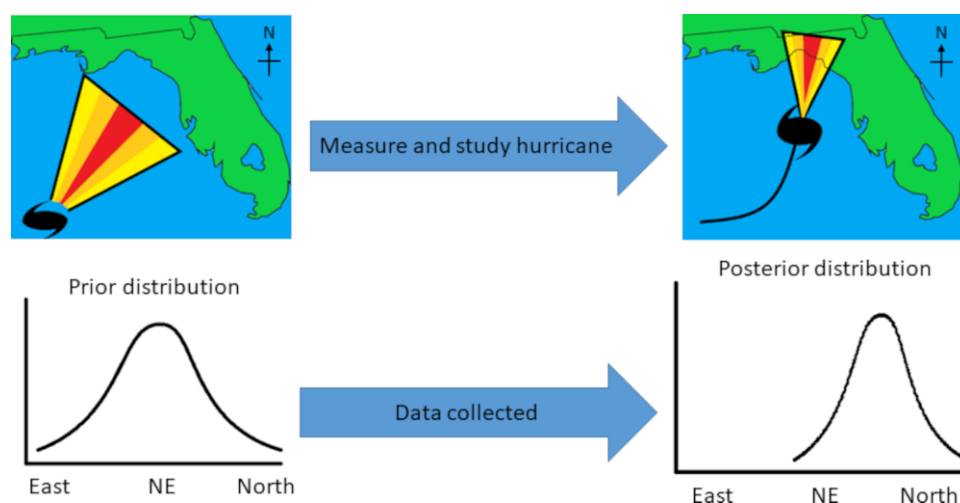 N
Measure and study hurricane
N
Prior distribution
Posterior distribution
Data collected
East NE North
East NE North